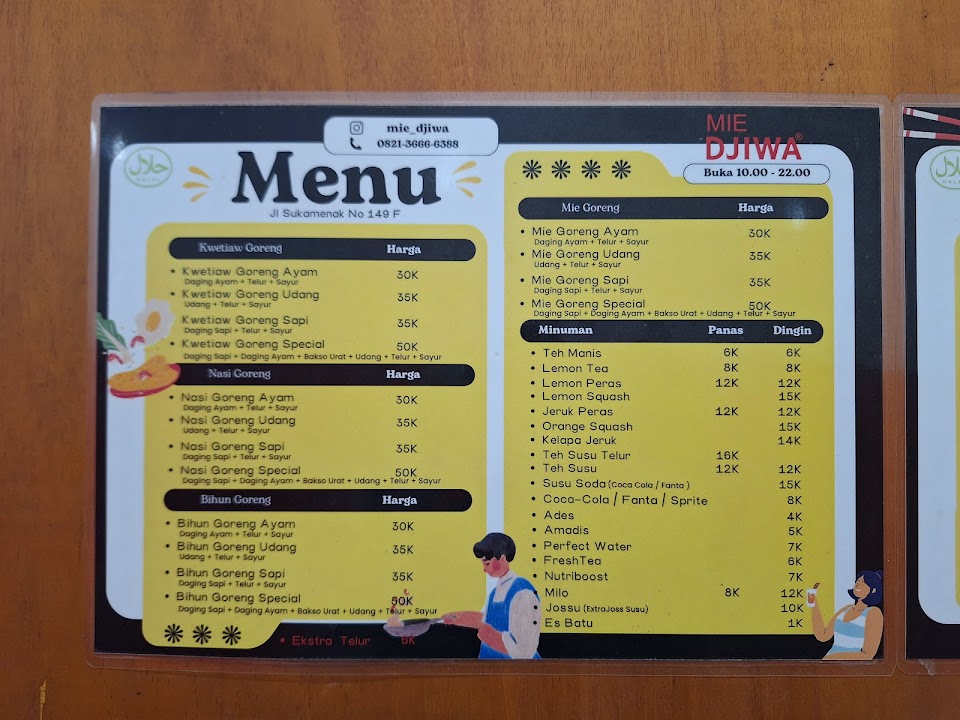 mie_djiwa
0821-3666-6388
حلال
HALAL
Menu
Jl Sukamenak No 149 F
Kwetiaw Goreng Harga
• Kwetiaw Goreng Ayam 30K
Daging Ayam + Telur + Sayur
• Kwetiaw Goreng Udang 35K
Udang + Telur + Sayur
• Kwetiaw Goreng Sapi 35K
Daging Sapi + Telur + Sayur
• Kwetiaw Goreng Special 50K
Daging Sapi + Daging Ayam + Bakso Urat + Udang + Telur + Sayur
Nasi Goreng Harga
• Nasi Goreng Ayam 30K
Daging Ayam + Telur + Sayur
• Nasi Goreng Udang 35K
Udang + Telur + Sayur
• Nasi Goreng Sapi 35K
Daging Sapi + Telur + Sayur
• Nasi Goreng Special 50K
Daging Sapi + Daging Ayam + Bakso Urat + Udang + Telur + Sayur
Bihun Goreng Harga
• Bihun Goreng Ayam 30K
Daging Ayam + Telur + Sayur
• Bihun Goreng Udang 35K
Udang + Telur + Sayur
• Bihun Goreng Sapi 35K
Daging Sapi + Telur + Sayur
• Bihun Goreng Special 50K
Daging Sapi + Daging Ayam + Bakso Urat + Udang + Telur + Sayur
• Ekstra Telur 6K
MIE
DJIWA®
Buka 10.00 - 22.00
Mie Goreng Harga
• Mie Goreng Ayam 30K
Daging Ayam + Telur + Sayur
• Mie Goreng Udang 35K
Udang + Telur + Sayur
• Mie Goreng Sapi 35K
Daging Sapi + Telur + Sayur
• Mie Goreng Special 50K
Daging Sapi + Daging Ayam + Bakso Urat + Udang + Telur + Sayur
Minuman Panas Dingin
• Teh Manis 6K 6K
• Lemon Tea 8K 8K
• Lemon Peras 12K 12K
• Lemon Squash 15K
• Jeruk Peras 12K 12K
• Orange Squash 15K
• Kelapa Jeruk 14K
• Teh Susu Telur 16K
• Teh Susu 12K 12K
• Susu Soda (Coca Cola / Fanta ) 15K
• Coca-Cola / Fanta / Sprite 8K
• Ades 4K
• Amadis 5K
• Perfect Water 7K
• FreshTea 6K
• Nutriboost 7K
• Milo 8K 12K
• Jossu (ExtraJoss Susu) 10K
• Es Batu 1K